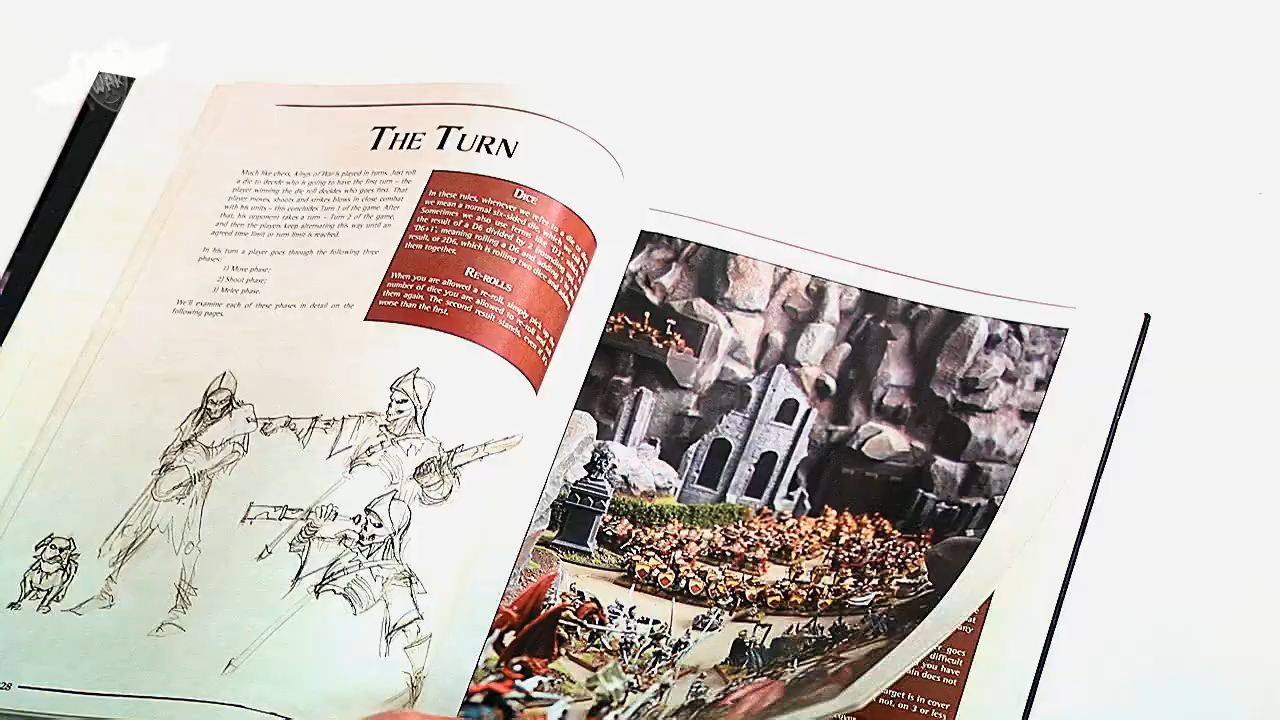 WAR
THE TURN
Much like chess, Kings of War is played in turns. Just roll
a die to decide who is going to have the first turn – the
player winning the die roll decides who goes first. That
player moves, shoots and strikes blows in close combat
with his units – this concludes Turn 1 of the game. After
that, his opponent takes a turn – Turn 2 of the game,
and then the players keep alternating this way until an
agreed time limit or turn limit is reached.
In his turn a player goes through the following three
phases:
1) Move phase;
2) Shoot phase;
3) Melee phase.
We'll examine each of these phases in detail on the
following pages.
DICE
In these rules, whenever we refer to a die or
we mean a normal six-sided die, which we
Sometimes we also use terms like 'D3', which
the result of a D6 divided by 2 (rounding
'D6+1', meaning rolling a D6 and adding 1 to the
result, or 2D6, which is rolling two dice and adding
them together.
RE-ROLLS
When you are allowed a re-roll, simply pick up the
number of dice you are allowed to re-roll and roll
them again. The second result stands, even if it's
worse than the first.
28
any
goes
difficult
you have
does not
target is in cover
not, on 3 or less